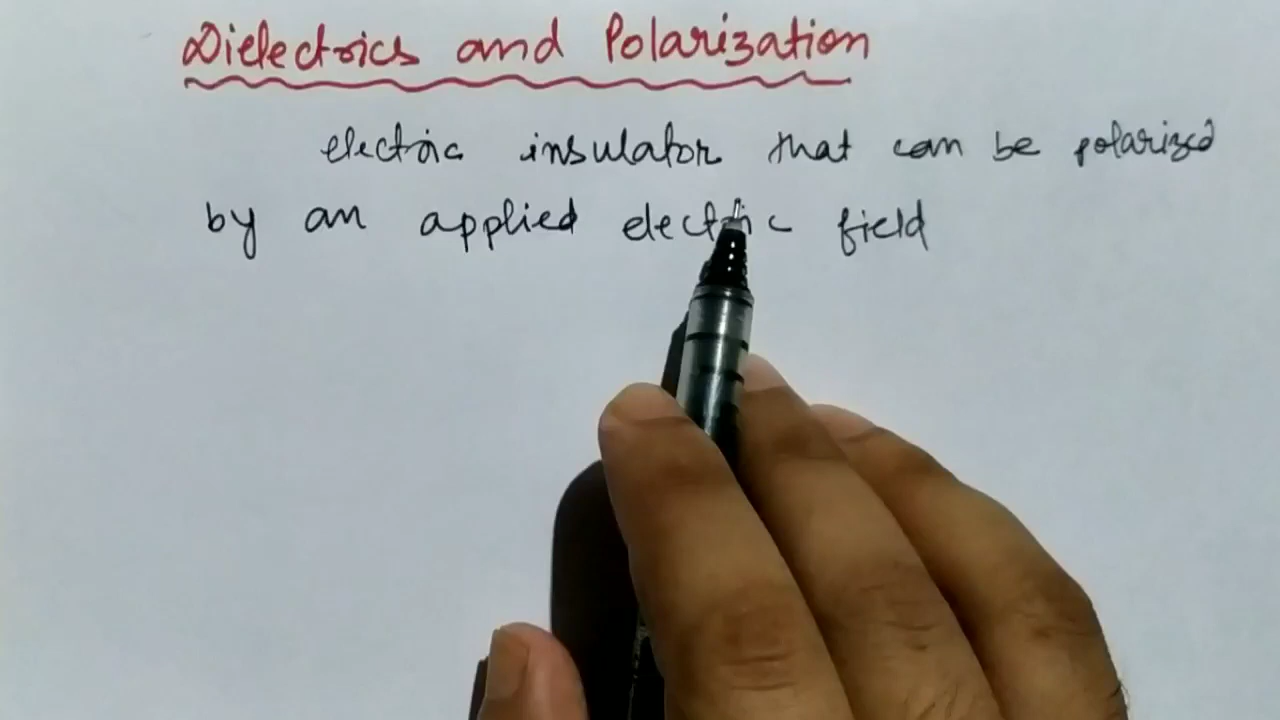 Dielectrics and Polarization
electric insulator that can be polarized
by an applied electric field